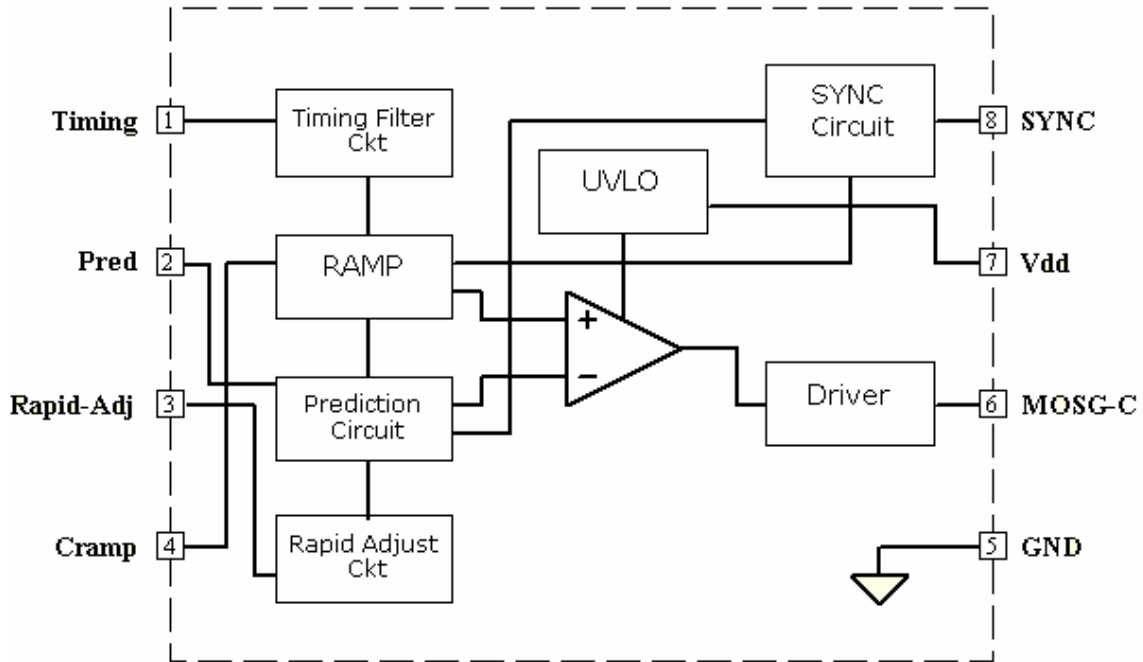 Timing
1
Timing Filter
Ckt
SYNC
Circuit
8
SYNC
UVLO
Pred
2
RAMP
7
Vdd
+
−
Rapid-Adj
3
Prediction
Circuit
Driver
6
MOSG-C
Cramp
4
Rapid Adjust
Ckt
5
GND